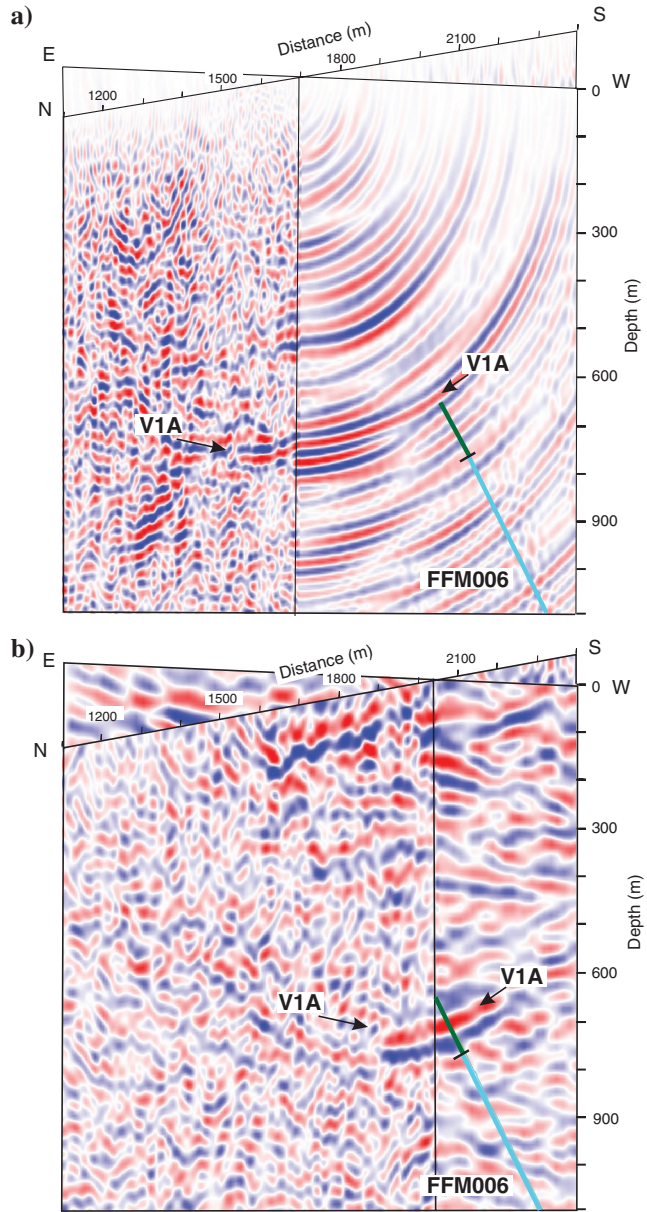 a)
S
E
Distance (m)
2100
1800
1500
1200
N
0
W
300
Depth (m)
600
V1A
V1A
900
FFM006
b)
S
E
Distance (m)
2100
1800
1500
1200
N
0
W
300
Depth (m)
600
V1A
V1A
900
FFM006